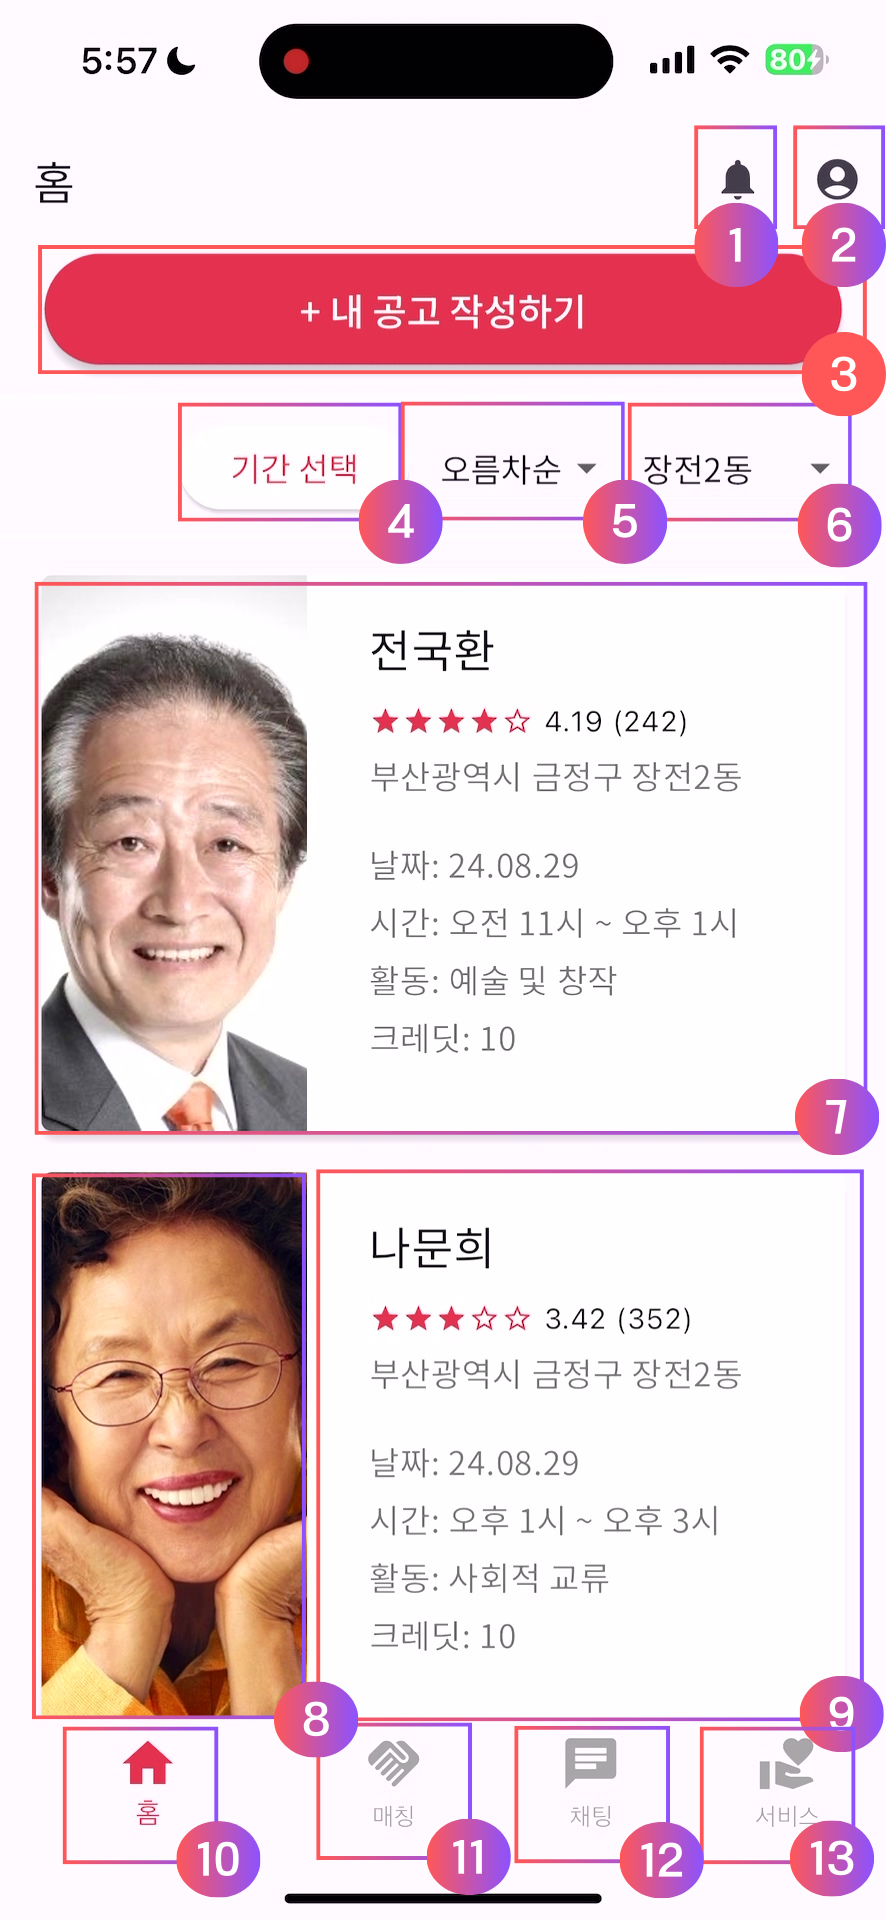 5:57
80
홈
1
2
+ 내 공고 작성하기
3
기간 선택
오름차순
장전2동
4
5
6
전국환
4.19 (242)
부산광역시 금정구 장전2동
날짜: 24.08.29
시간: 오전 11시 ~ 오후 1시
활동: 예술 및 창작
크레딧: 10
7
나문희
3.42 (352)
부산광역시 금정구 장전2동
날짜: 24.08.29
시간: 오후 1시 ~ 오후 3시
활동: 사회적 교류
크레딧: 10
8
9
홈
매칭
채팅
서비스
10
11
12
13